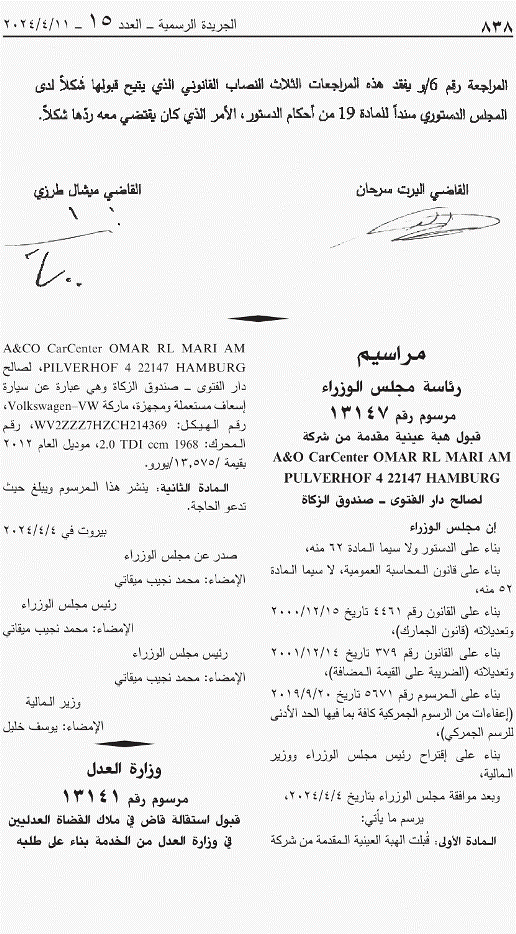 ٨٣٨
الجريدة الرسمية – العدد ١٥ – ٢٠٢٤/٤/١١
المراجعة رقم 6/و يفقد هذه المراجعات الثلاث النصاب القانوني الذي يتيح قبولها شكلاً لدى
المجلس الدستوري سنداً للمادة 19 من أحكام الدستور، الأمر الذي كان يقتضي معه ردّها شكلاً.
القاضي البرت سرحان
القاضي ميشال طرزي
مراسيم
رئاسة مجلس الوزراء
مرسوم رقم ١٣١٤٧
قبول هبة عينية مقدمة من شركة
A&O CarCenter OMAR RL MARI AM
PULVERHOF 4 22147 HAMBURG
لصالح دار الفتوى – صندوق الزكاة
إن مجلس الوزراء
بناء على الدستور ولا سيما المادة ٦٢ منه،
بناء على قانون المحاسبة العمومية، لا سيما المادة
٥٢ منه،
بناء على القانون رقم ٤٤٦١ تاريخ ٢٠٠٠/١٢/١٥
وتعديلاته (قانون الجمارك)،
بناء على القانون رقم ٣٧٩ تاريخ ٢٠٠١/١٢/١٤
وتعديلاته (الضريبة على القيمة المضافة)،
بناء على المرسوم رقم ٥٦٧١ تاريخ ٢٠١٩/٩/٢٠
(إعفاءات من الرسوم الجمركية كافة بما فيها الحد الأدنى
للرسم الجمركي)،
بناء على إقتراح رئيس مجلس الوزراء ووزير
المالية،
وبعد موافقة مجلس الوزراء بتاريخ ٢٠٢٤/٤/٤،
يرسم ما يأتي:
المادة الأولى: قُبلت الهبة العينية المقدمة من شركة
A&CO CarCenter OMAR RL MARI AM
PILVERHOF 4 22147 HAMBURG، لصالح
دار الفتوى – صندوق الزكاة وهي عبارة عن سيارة
إسعاف مستعملة ومجهزة، ماركة Volkswagen–VW،
رقم الهيكل: WV2ZZZ7HZCH214369، رقم
المحرك: 2.0 TDI ccm 1968، موديل العام ٢٠١٢
بقيمة /١٣,٥٧٥/يورو.
المادة الثانية: ينشر هذا المرسوم ويبلغ حيث
تدعو الحاجة.
بيروت في ٢٠٢٤/٤/٤
صدر عن مجلس الوزراء
الإمضاء: محمد نجيب ميقاتي
رئيس مجلس الوزراء
الإمضاء: محمد نجيب ميقاتي
رئيس مجلس الوزراء
الإمضاء: محمد نجيب ميقاتي
وزير المالية
الإمضاء: يوسف خليل
وزارة العدل
مرسوم رقم ١٣١٤١
قبول استقالة قاض في ملاك القضاة العدليين
في وزارة العدل من الخدمة بناء على طلبه